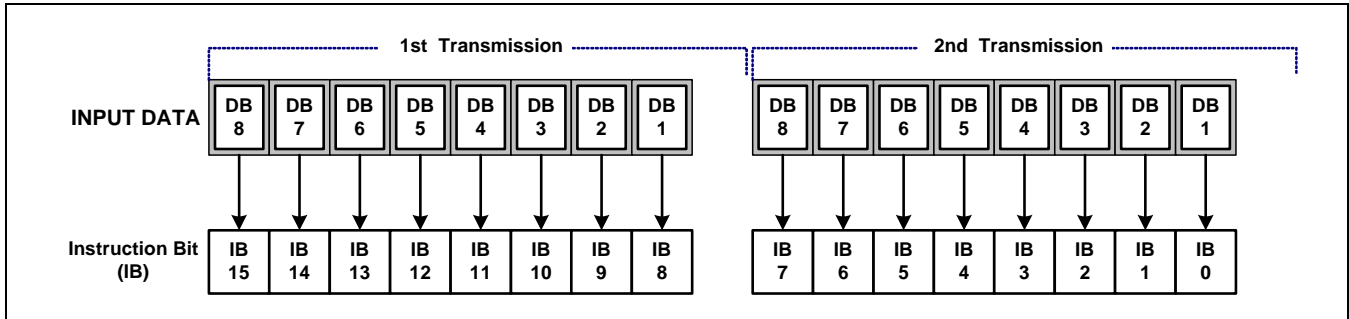 1st Transmission 2nd Transmission
INPUT DATA
DB DB DB DB DB DB DB DB DB DB DB DB DB DB DB DB
8 7 6 5 4 3 2 1 8 7 6 5 4 3 2 1
Instruction Bit
(IB)
IB IB IB IB IB IB IB IB IB IB IB IB IB IB IB IB
15 14 13 12 11 10 9 8 7 6 5 4 3 2 1 0